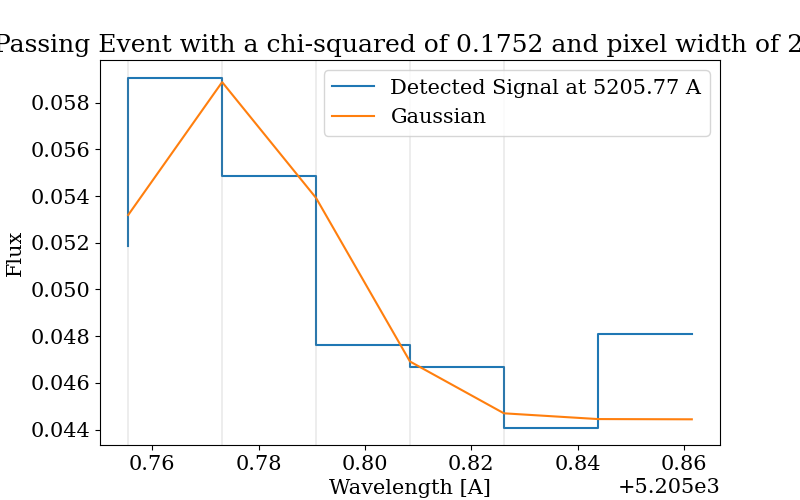 Passing Event with a chi-squared of 0.1752 and pixel width of 2
Detected Signal at 5205.77 A
Gaussian
Flux
0.058
0.056
0.054
0.052
0.050
0.048
0.046
0.044
0.76
0.78
0.80
0.82
0.84
0.86
+5.205e3
Wavelength [A]